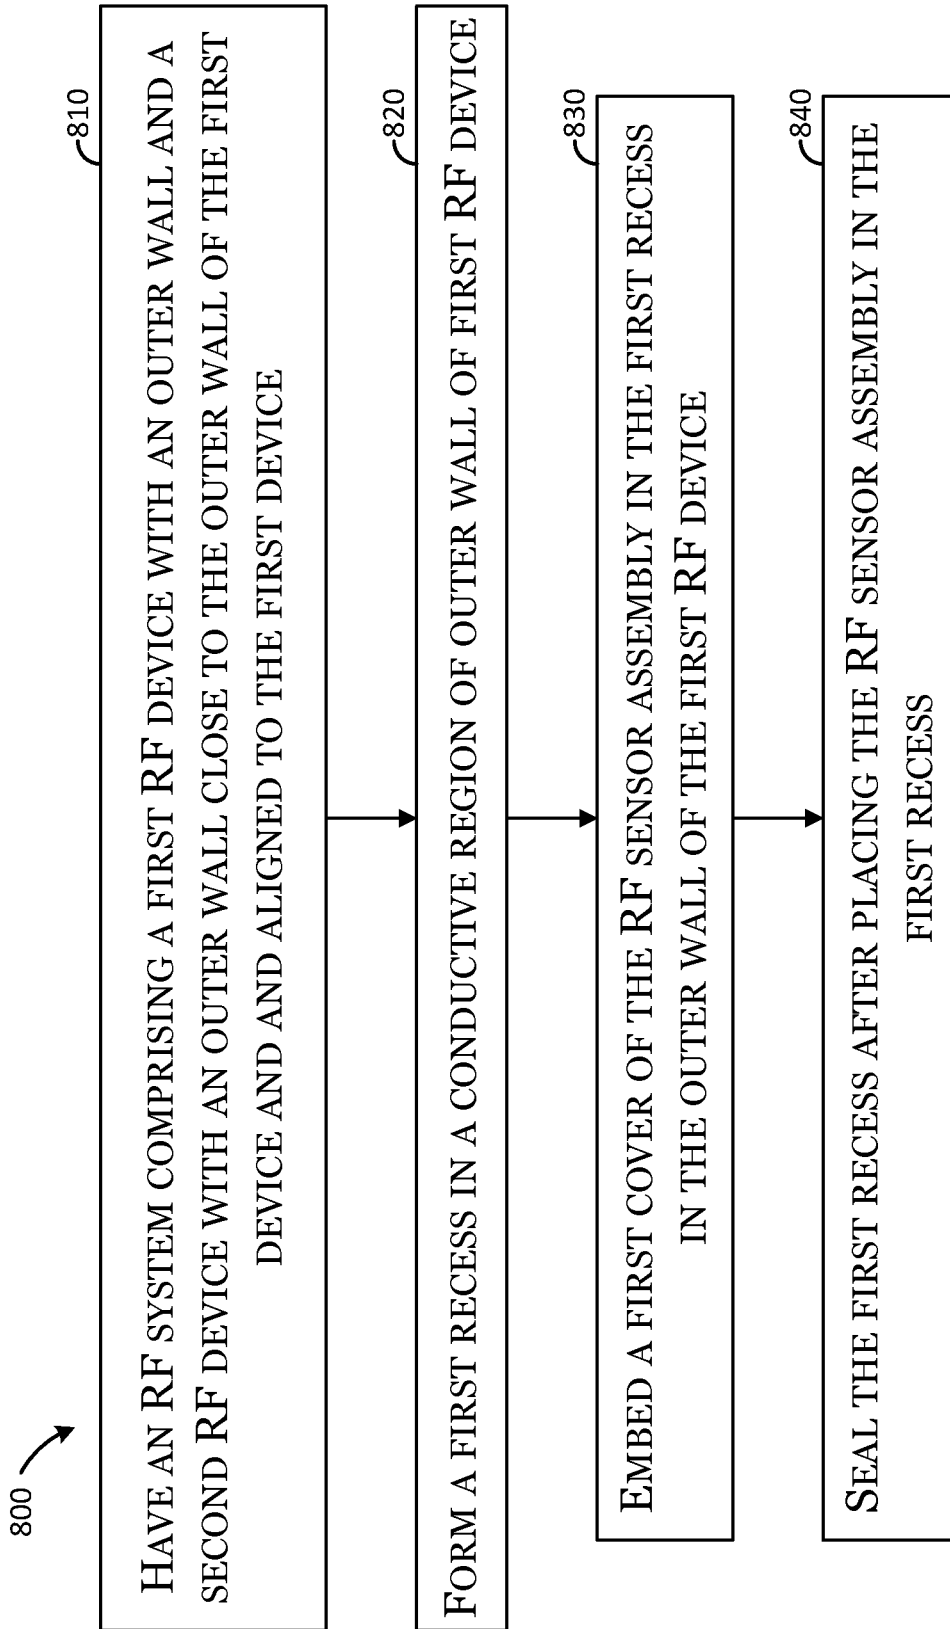 800
810
HAVE AN RF SYSTEM COMPRISING A FIRST RF DEVICE WITH AN OUTER WALL AND A
SECOND RF DEVICE WITH AN OUTER WALL CLOSE TO THE OUTER WALL OF THE FIRST
DEVICE AND AND ALIGNED TO THE FIRST DEVICE
820
FORM A FIRST RECESS IN A CONDUCTIVE REGION OF OUTER WALL OF FIRST RF DEVICE
830
EMBED A FIRST COVER OF THE RF SENSOR ASSEMBLY IN THE FIRST RECESS
IN THE OUTER WALL OF THE FIRST RF DEVICE
840
SEAL THE FIRST RECESS AFTER PLACING THE RF SENSOR ASSEMBLY IN THE
FIRST RECESS